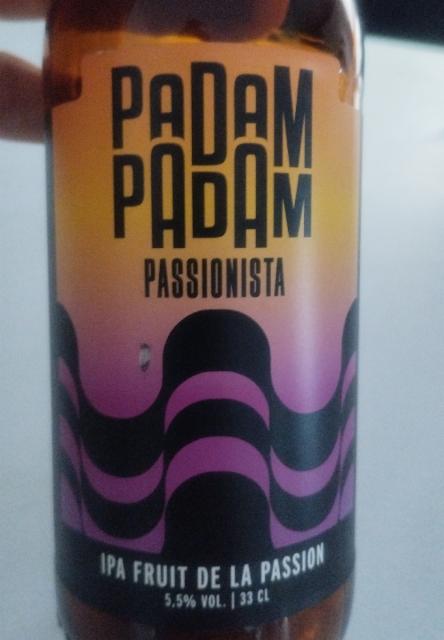 PADAM
PADAM
PASSIONISTA
IPA FRUIT DE LA PASSION
5.5% VOL. | 33 CL